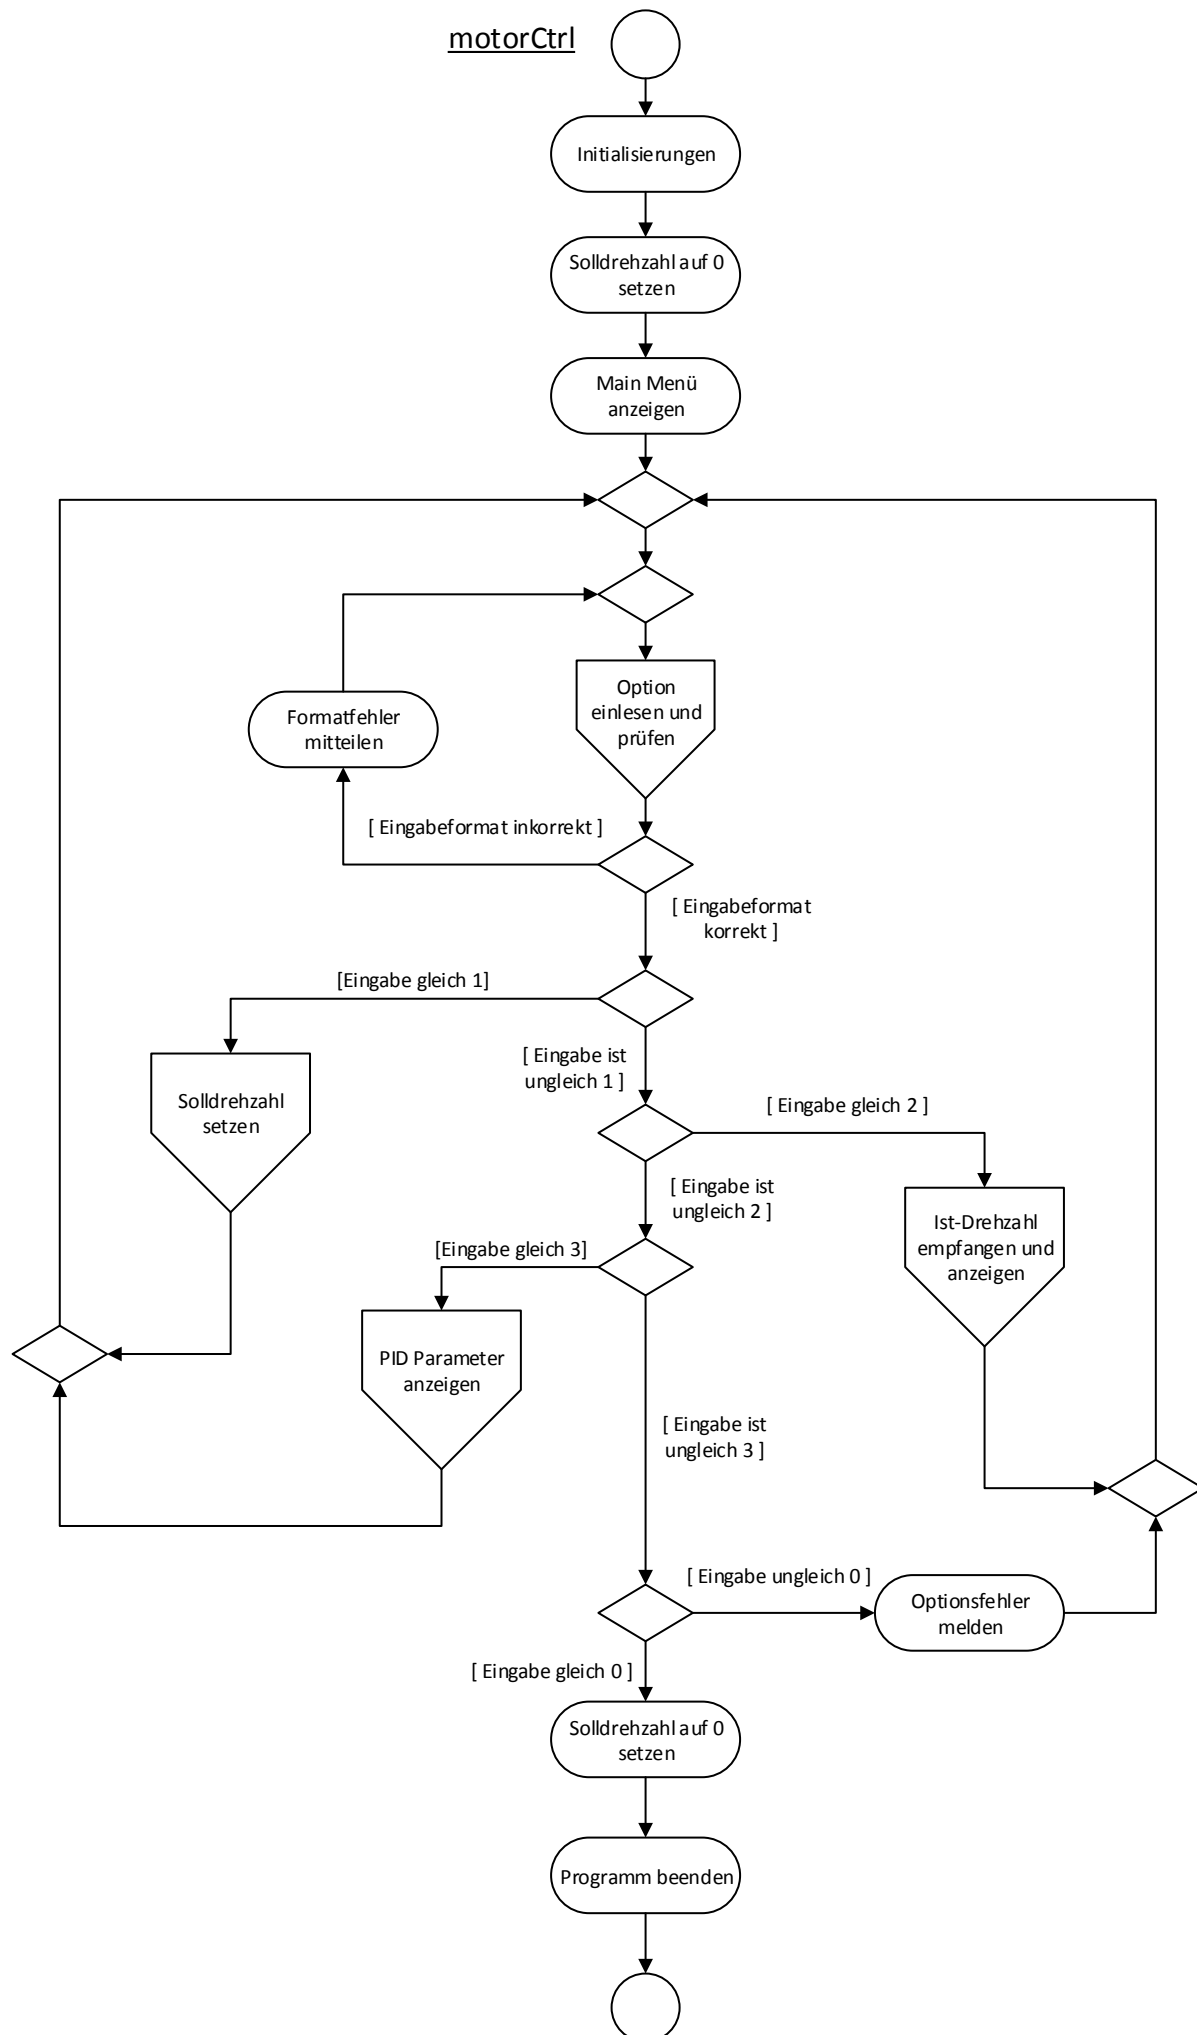 motorCtrl
Initialisierungen
Solldrehzahl auf 0
setzen
Main Menü
anzeigen
Option
einlesen und
prüfen
Formatfehler
mitteilen
[ Eingabeformat inkorrekt ]
[ Eingabeformat
korrekt ]
[Eingabe gleich 1]
[ Eingabe ist
ungleich 1 ]
Solldrehzahl
setzen
[ Eingabe gleich 2 ]
[ Eingabe ist
ungleich 2 ]
Ist-Drehzahl
empfangen und
anzeigen
[Eingabe gleich 3]
PID Parameter
anzeigen
[ Eingabe ist
ungleich 3 ]
[ Eingabe ungleich 0 ]
Optionsfehler
melden
[ Eingabe gleich 0 ]
Solldrehzahl auf 0
setzen
Programm beenden